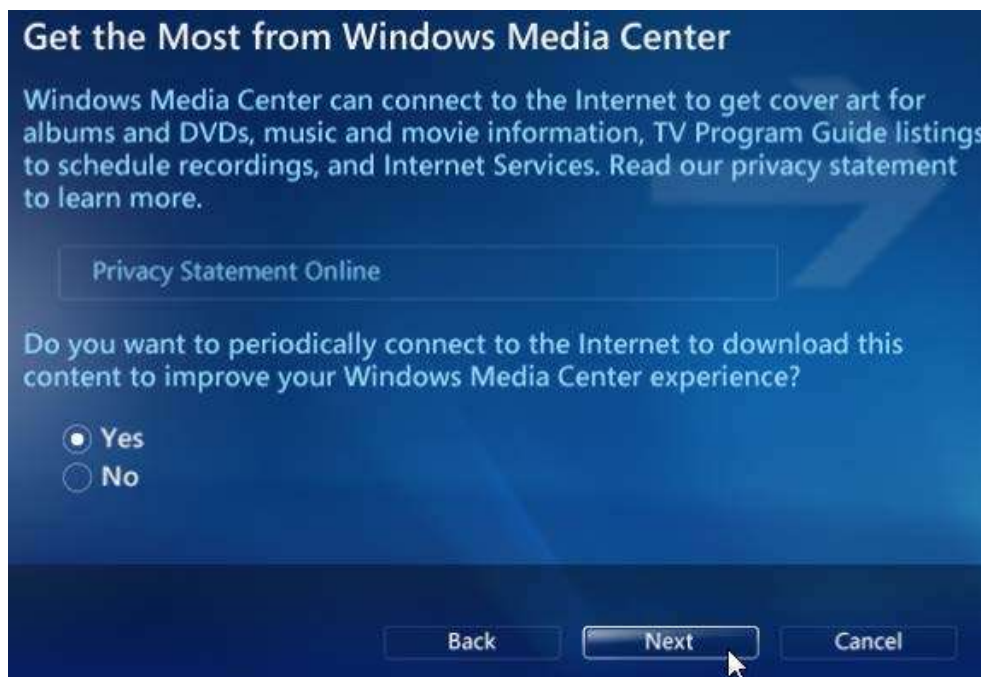 Get the Most from Windows Media Center
Windows Media Center can connect to the Internet to get cover art for
albums and DVDs, music and movie information, TV Program Guide listings
to schedule recordings, and Internet Services. Read our privacy statement
to learn more.
Privacy Statement Online
Do you want to periodically connect to the Internet to download this
content to improve your Windows Media Center experience?
Yes
No
Back Next Cancel